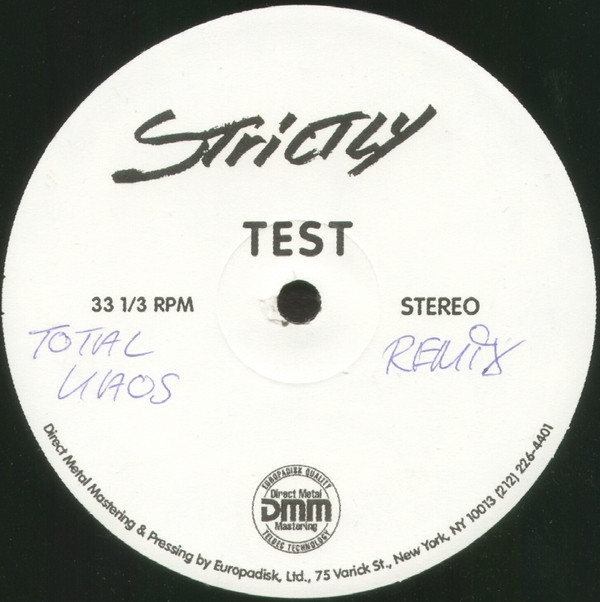 Strictly
TEST
33 1/3 RPM
STEREO
TOTAL
KHAOS
REMIX
EUROPADISK QUALITY
Direct Metal
DMM
Mastering
TELDEC TECHNOLOGY
Direct Metal Mastering & Pressing by Europadisk, Ltd., 75 Varick St., New York, NY 10013 (212) 226-4401